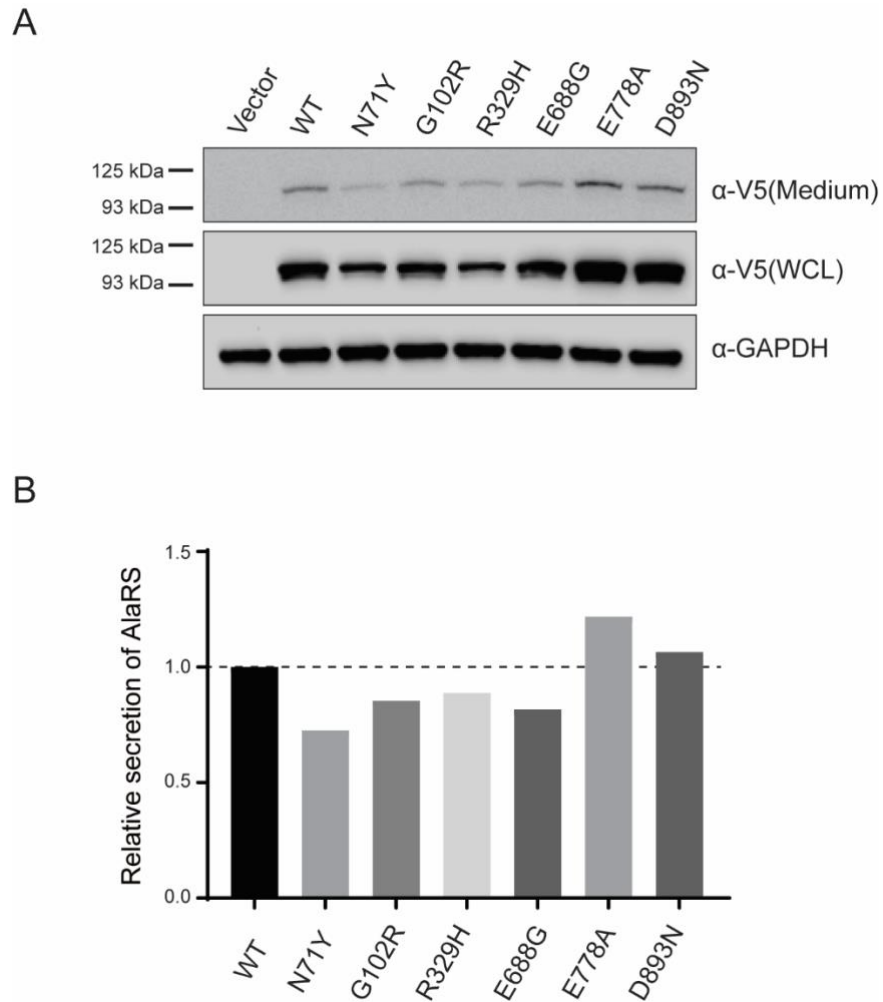 A
Vector WT N71Y G102R R329H E688G E778A D893N
125 kDa
93 kDa
α-V5(Medium)
125 kDa
93 kDa
α-V5(WCL)
α-GAPDH
B
Relative secretion of AlaRS
1.5
1.0
0.5
0.0
WT N71Y G102R R329H E688G E778A D893N